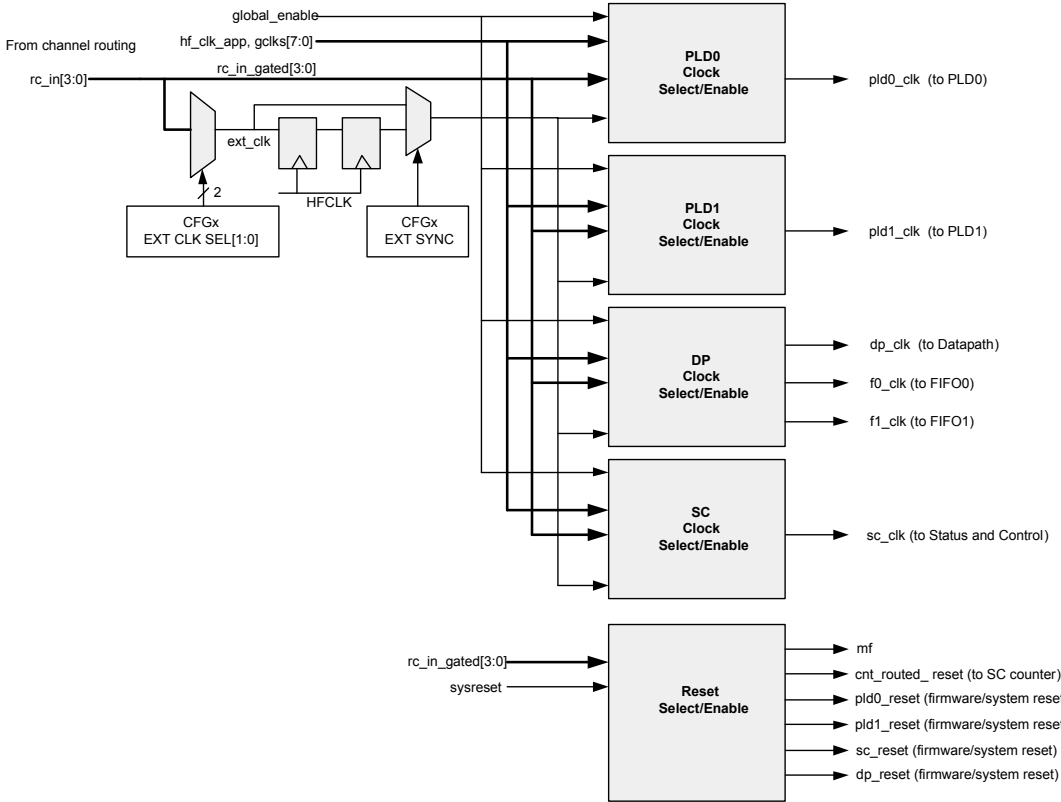 global_enable
hf_clk_app, gclks[7:0]
From channel routing
rc_in[3:0]
rc_in_gated[3:0]
PLD0
Clock
Select/Enable
pld0_clk (to PLD0)
ext_clk
HFCLK
2
CFGx
EXT CLK SEL[1:0]
CFGx
EXT SYNC
PLD1
Clock
Select/Enable
pld1_clk (to PLD1)
DP
Clock
Select/Enable
dp_clk (to Datapath)
f0_clk (to FIFO0)
f1_clk (to FIFO1)
SC
Clock
Select/Enable
sc_clk (to Status and Control)
rc_in_gated[3:0]
sysreset
Reset
Select/Enable
mf
cnt_routed_ reset (to SC counter)
pld0_reset (firmware/system reset
pld1_reset (firmware/system reset
sc_reset (firmware/system reset)
dp_reset (firmware/system reset)